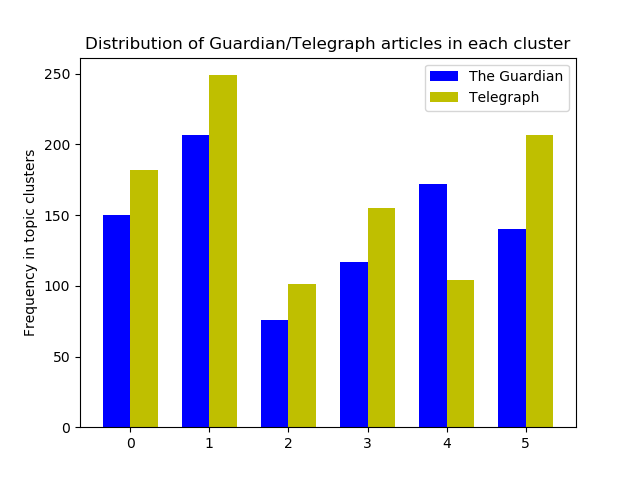 Distribution of Guardian/Telegraph articles in each cluster
The Guardian
Telegraph
Frequency in topic clusters
250
200
150
100
50
0
0 1 2 3 4 5